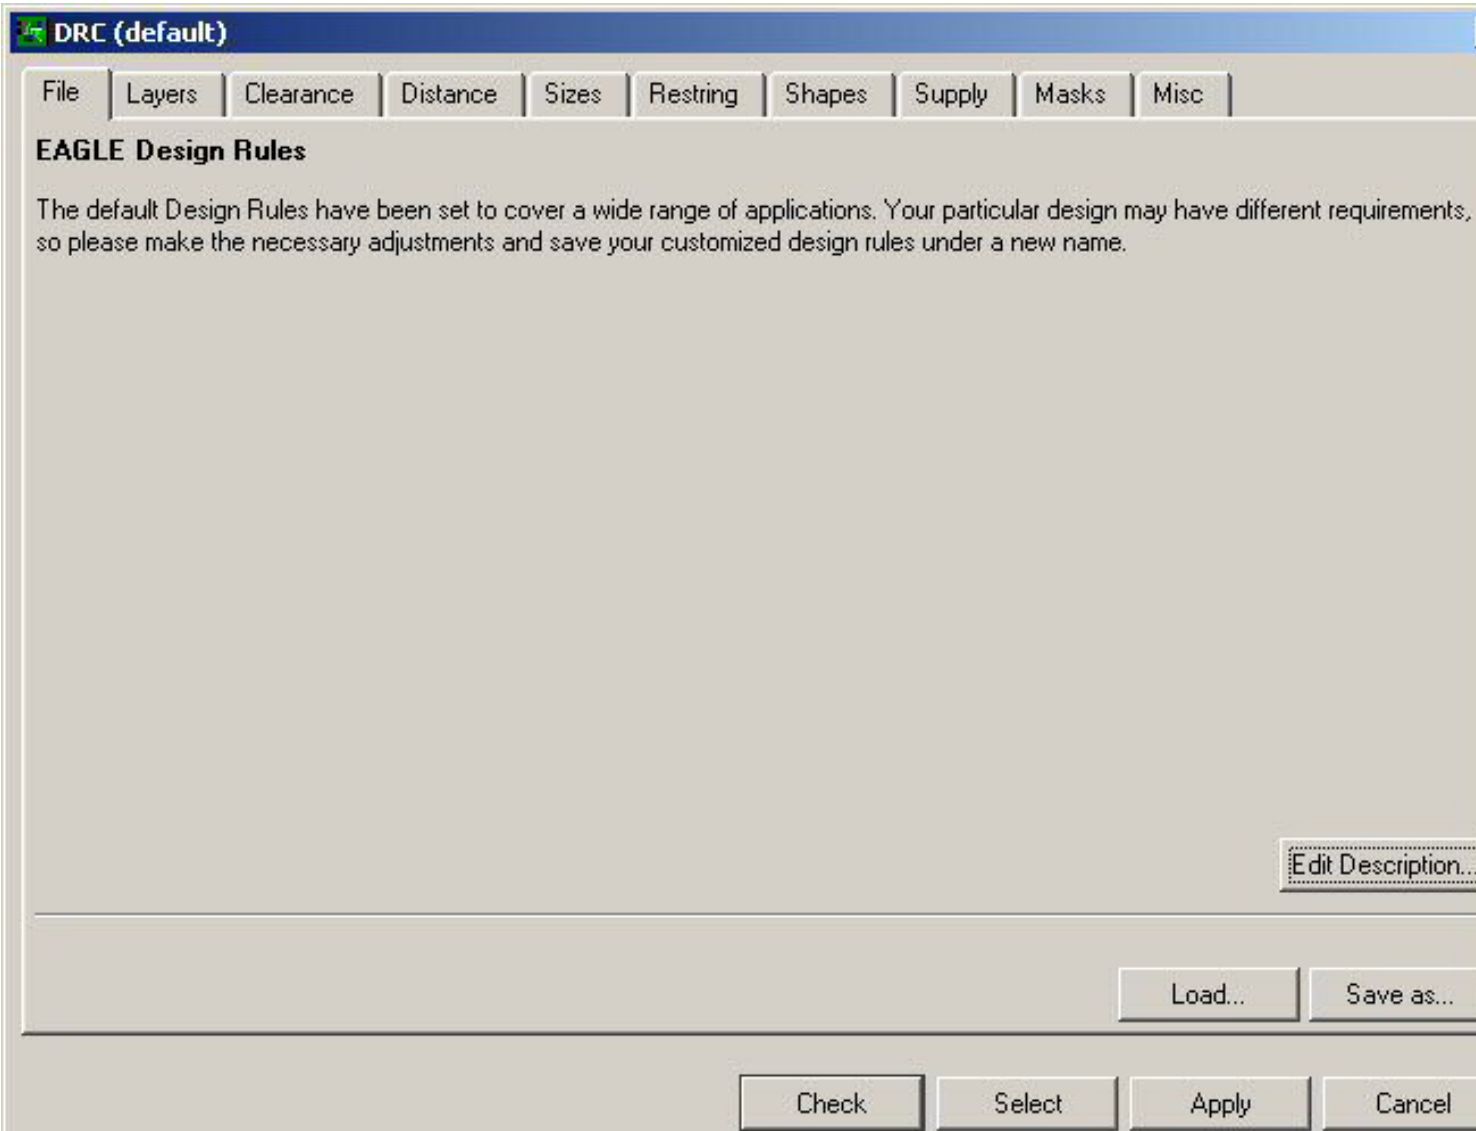 DRC (default)
File Layers Clearance Distance Sizes Restring Shapes Supply Masks Misc
EAGLE Design Rules
The default Design Rules have been set to cover a wide range of applications. Your particular design may have different requirements,
so please make the necessary adjustments and save your customized design rules under a new name.
Edit Description...
Load... Save as...
Check Select Apply Cancel